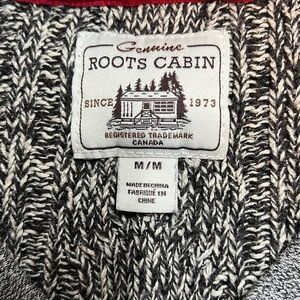 Genuine
ROOTS CABIN
SINCE 1973
REGISTERED TRADEMARK
CANADA
M/M
MADE IN CHINA
FABRIQUÉ EN
CHINE